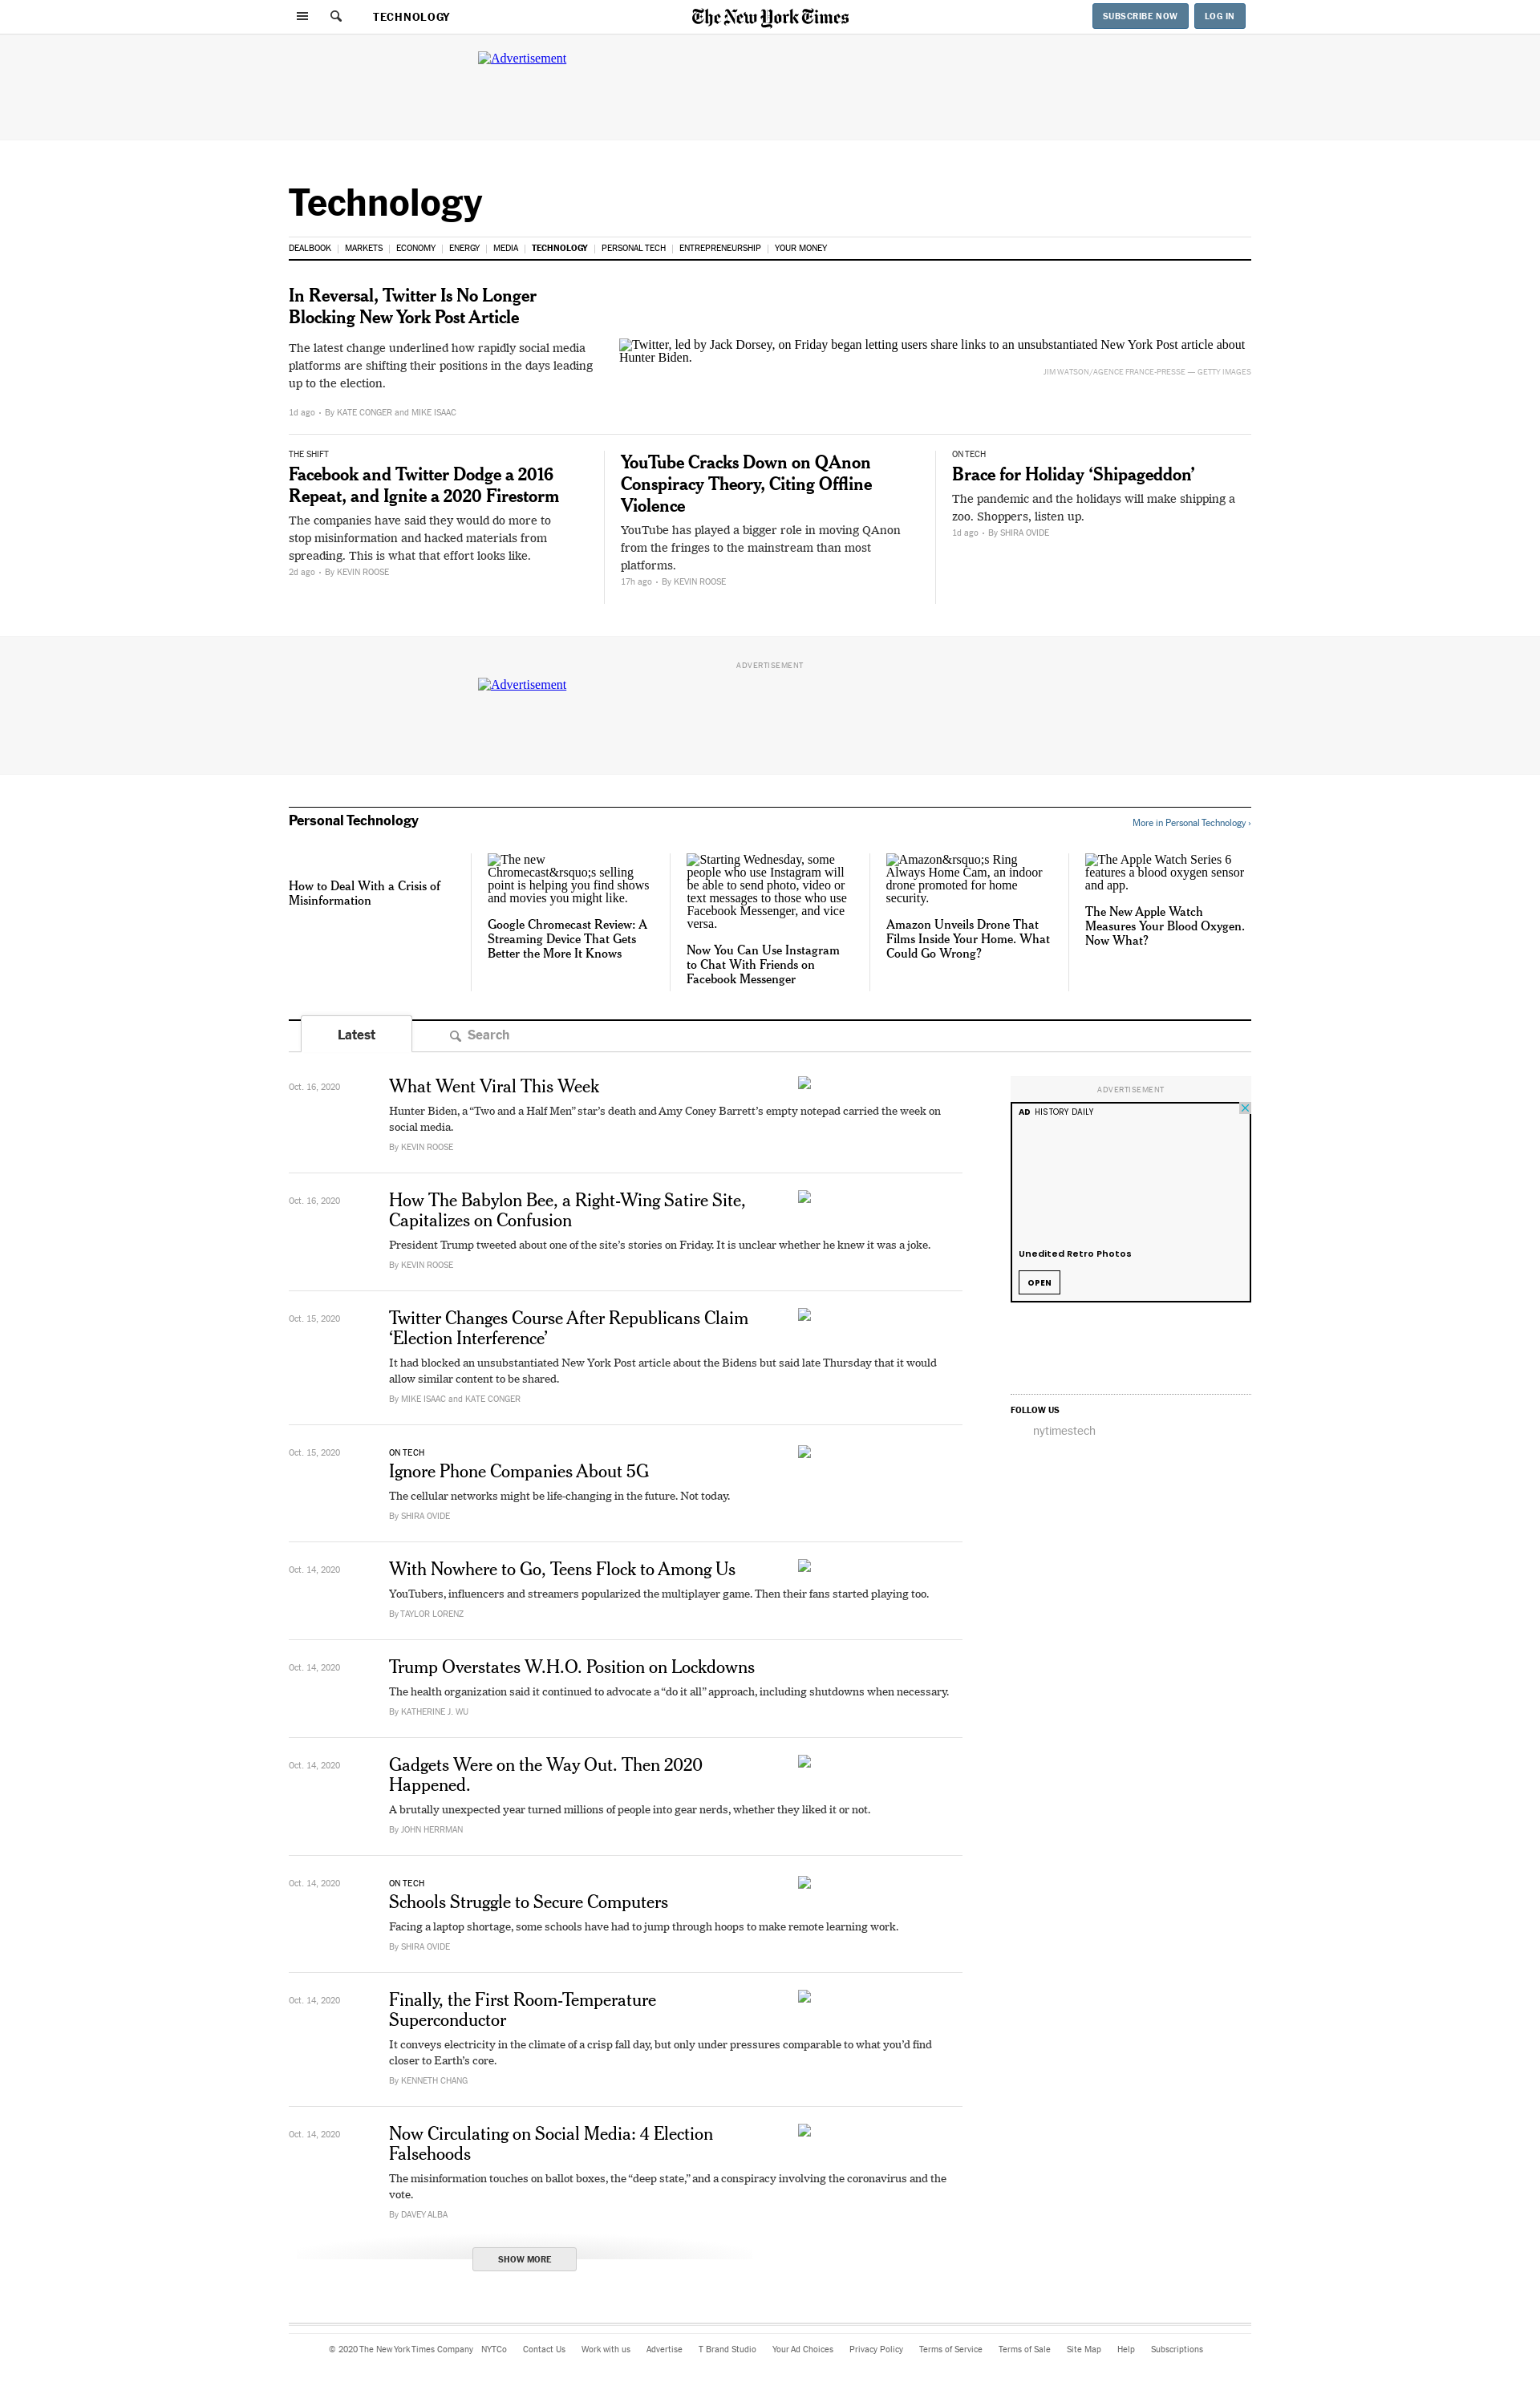 TECHNOLOGY
The New York Times
SUBSCRIBE NOW
LOG IN
Advertisement
Technology
DEALBOOK | MARKETS | ECONOMY | ENERGY | MEDIA | TECHNOLOGY | PERSONAL TECH | ENTREPRENEURSHIP | YOUR MONEY
In Reversal, Twitter Is No Longer
Blocking New York Post Article
The latest change underlined how rapidly social media
platforms are shifting their positions in the days leading
up to the election.
1d ago • By KATE CONGER and MIKE ISAAC
Twitter, led by Jack Dorsey, on Friday began letting users share links to an unsubstantiated New York Post article about
Hunter Biden.
JIM WATSON/AGENCE FRANCE-PRESSE — GETTY IMAGES
THE SHIFT
Facebook and Twitter Dodge a 2016
Repeat, and Ignite a 2020 Firestorm
The companies have said they would do more to
stop misinformation and hacked materials from
spreading. This is what that effort looks like.
2d ago • By KEVIN ROOSE
YouTube Cracks Down on QAnon
Conspiracy Theory, Citing Offline
Violence
YouTube has played a bigger role in moving QAnon
from the fringes to the mainstream than most
platforms.
17h ago • By KEVIN ROOSE
ON TECH
Brace for Holiday ‘Shipageddon’
The pandemic and the holidays will make shipping a
zoo. Shoppers, listen up.
1d ago • By SHIRA OVIDE
ADVERTISEMENT
Advertisement
Personal Technology
More in Personal Technology ›
How to Deal With a Crisis of
Misinformation
The new
Chromecast&rsquo;s selling
point is helping you find shows
and movies you might like.
Google Chromecast Review: A
Streaming Device That Gets
Better the More It Knows
Starting Wednesday, some
people who use Instagram will
be able to send photo, video or
text messages to those who use
Facebook Messenger, and vice
versa.
Now You Can Use Instagram
to Chat With Friends on
Facebook Messenger
Amazon&rsquo;s Ring
Always Home Cam, an indoor
drone promoted for home
security.
Amazon Unveils Drone That
Films Inside Your Home. What
Could Go Wrong?
The Apple Watch Series 6
features a blood oxygen sensor
and app.
The New Apple Watch
Measures Your Blood Oxygen.
Now What?
Latest
Search
Oct. 16, 2020
What Went Viral This Week
Hunter Biden, a “Two and a Half Men” star’s death and Amy Coney Barrett’s empty notepad carried the week on
social media.
By KEVIN ROOSE
Oct. 16, 2020
How The Babylon Bee, a Right-Wing Satire Site,
Capitalizes on Confusion
President Trump tweeted about one of the site’s stories on Friday. It is unclear whether he knew it was a joke.
By KEVIN ROOSE
Oct. 15, 2020
Twitter Changes Course After Republicans Claim
‘Election Interference’
It had blocked an unsubstantiated New York Post article about the Bidens but said late Thursday that it would
allow similar content to be shared.
By MIKE ISAAC and KATE CONGER
Oct. 15, 2020
ON TECH
Ignore Phone Companies About 5G
The cellular networks might be life-changing in the future. Not today.
By SHIRA OVIDE
Oct. 14, 2020
With Nowhere to Go, Teens Flock to Among Us
YouTubers, influencers and streamers popularized the multiplayer game. Then their fans started playing too.
By TAYLOR LORENZ
Oct. 14, 2020
Trump Overstates W.H.O. Position on Lockdowns
The health organization said it continued to advocate a “do it all” approach, including shutdowns when necessary.
By KATHERINE J. WU
Oct. 14, 2020
Gadgets Were on the Way Out. Then 2020
Happened.
A brutally unexpected year turned millions of people into gear nerds, whether they liked it or not.
By JOHN HERRMAN
Oct. 14, 2020
ON TECH
Schools Struggle to Secure Computers
Facing a laptop shortage, some schools have had to jump through hoops to make remote learning work.
By SHIRA OVIDE
Oct. 14, 2020
Finally, the First Room-Temperature
Superconductor
It conveys electricity in the climate of a crisp fall day, but only under pressures comparable to what you’d find
closer to Earth’s core.
By KENNETH CHANG
Oct. 14, 2020
Now Circulating on Social Media: 4 Election
Falsehoods
The misinformation touches on ballot boxes, the “deep state,” and a conspiracy involving the coronavirus and the
vote.
By DAVEY ALBA
SHOW MORE
ADVERTISEMENT
AD HISTORY DAILY
Unedited Retro Photos
OPEN
FOLLOW US
nytimestech
© 2020 The New York Times Company NYTCo Contact Us Work with us Advertise T Brand Studio Your Ad Choices Privacy Policy Terms of Service Terms of Sale Site Map Help Subscriptions